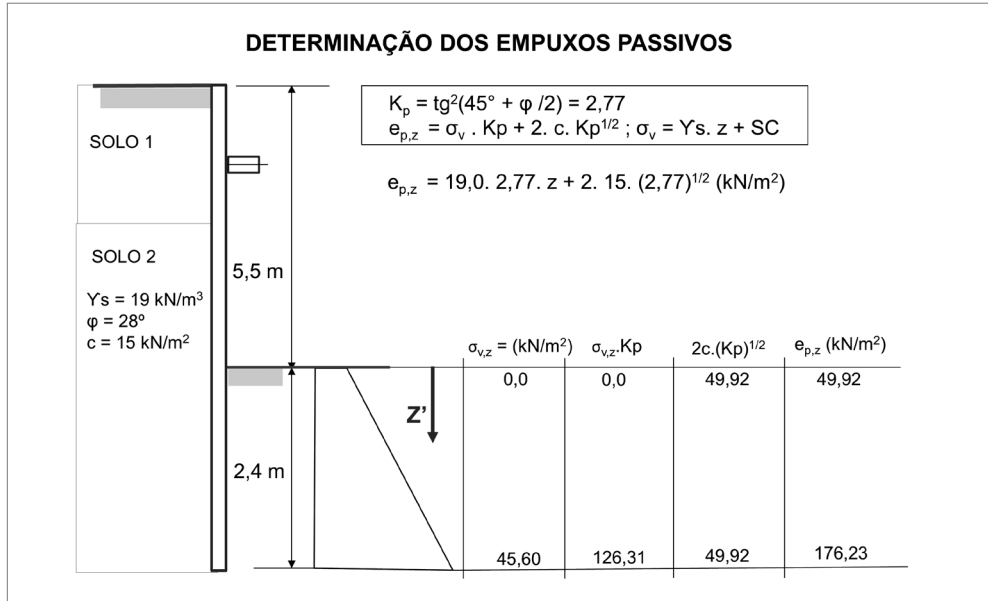 DETERMINAÇÃO DOS EMPUXOS PASSIVOS
Kp = tg²(45° + φ /2) = 2,77
ep,z = σv . Kp + 2. c. Kp^1/2 ; σv = ϒs. z + SC
ep,z = 19,0. 2,77. z + 2. 15. (2,77)^1/2 (kN/m²)
SOLO 1
SOLO 2
ϒs = 19 kN/m³
φ = 28º
c = 15 kN/m²
5,5 m
2,4 m
Z’
σv,z = (kN/m²) σv,z.Kp 2c.(Kp)^1/2 ep,z (kN/m²)
0,0 0,0 49,92 49,92
45,60 126,31 49,92 176,23